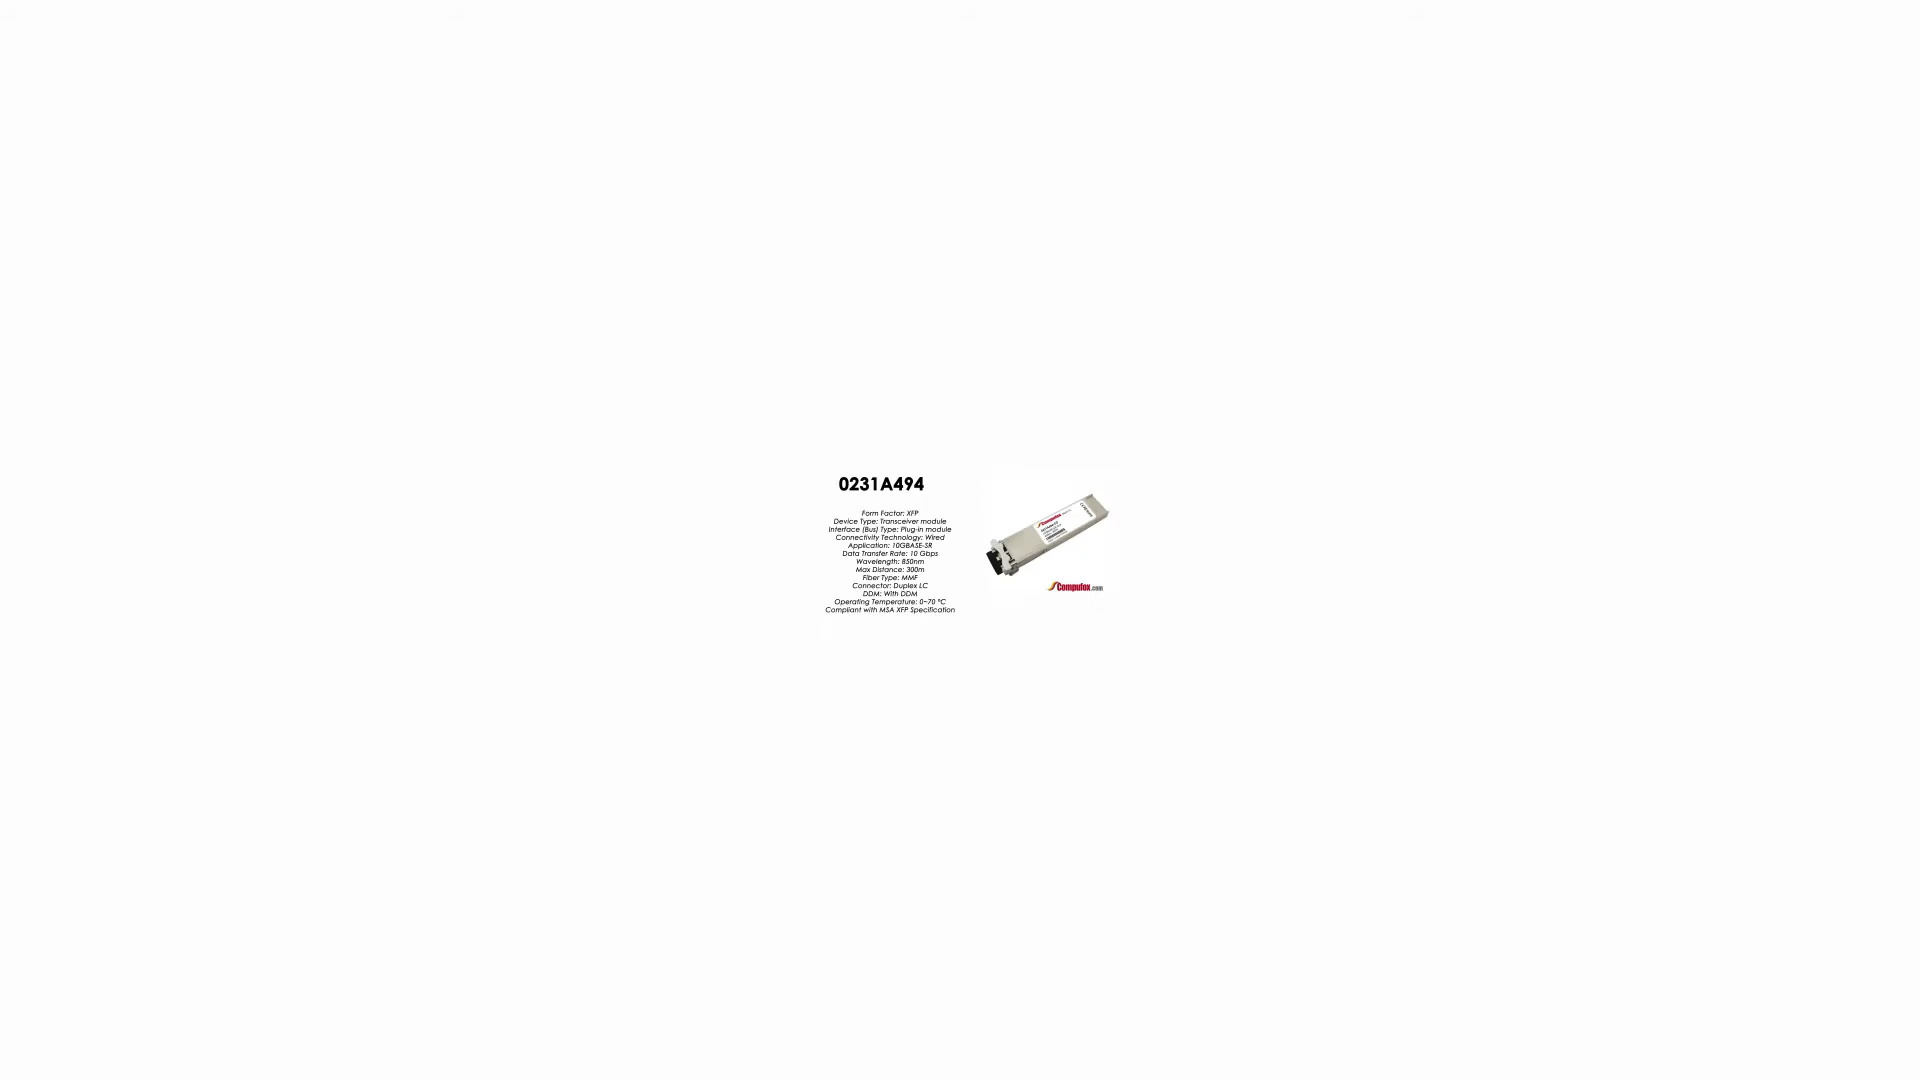 0231A494
Form Factor: XFP
Device Type: Transceiver module
Interface (Bus) Type: Plug-in module
Connectivity Technology: Wired
Application: 10GBASE-SR
Data Transfer Rate: 10 Gbps
Wavelength: 850nm
Max Distance: 300m
Fiber Type: MMF
Connector: Duplex LC
DDM: With DDM
Operating Temperature: 0~70 °C
Compliant with MSA XFP Specification
Compufox
Compufox.com